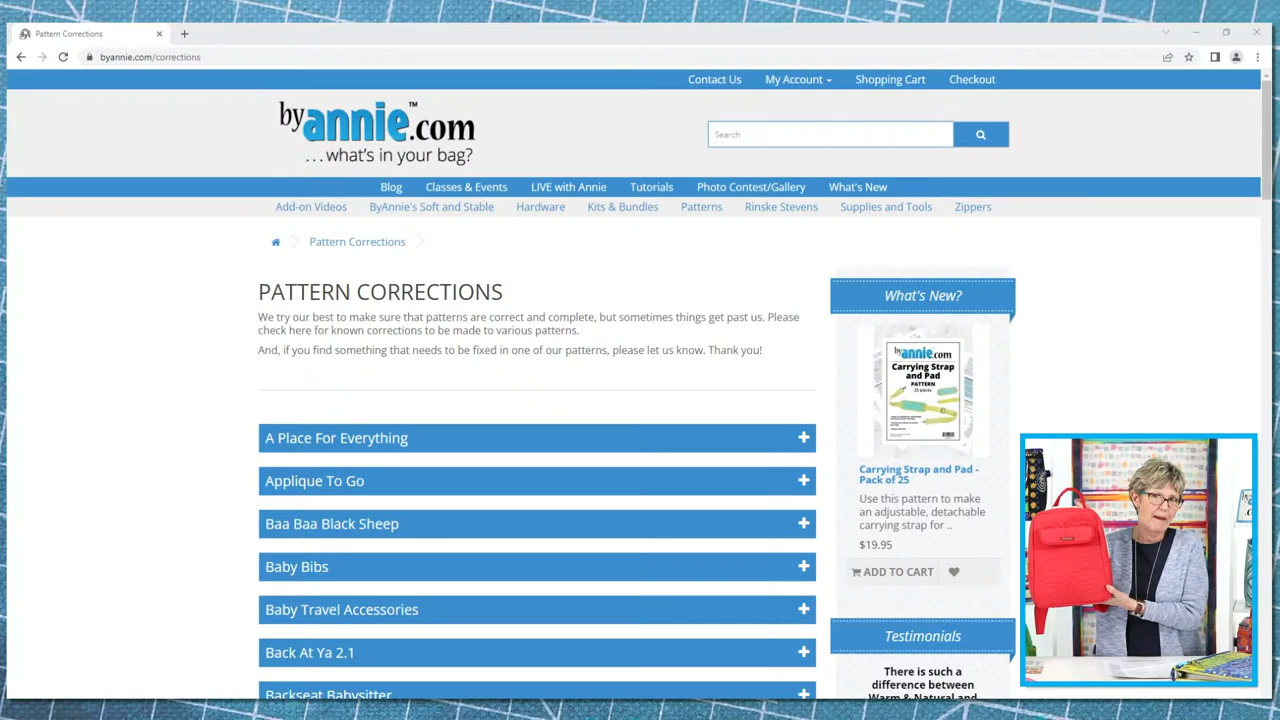 Pattern Corrections
byannie.com/corrections
Contact Us
My Account
Shopping Cart
Checkout
byannie.com™
...what's in your bag?
Search
Blog
Classes & Events
LIVE with Annie
Tutorials
Photo Contest/Gallery
What's New
Add-on Videos
ByAnnie's Soft and Stable
Hardware
Kits & Bundles
Patterns
Rinske Stevens
Supplies and Tools
Zippers
Pattern Corrections
PATTERN CORRECTIONS
We try our best to make sure that patterns are correct and complete, but sometimes things get past us. Please
check here for known corrections to be made to various patterns.
And, if you find something that needs to be fixed in one of our patterns, please let us know. Thank you!
A Place For Everything
Applique To Go
Baa Baa Black Sheep
Baby Bibs
Baby Travel Accessories
Back At Ya 2.1
Backseat Babysitter
What's New?
byannie.com
Carrying Strap
and Pad
PATTERN
25 pieces
Carrying Strap and Pad -
Pack of 25
Use this pattern to make
an adjustable, detachable
carrying strap for ..
$19.95
ADD TO CART
Testimonials
There is such a
difference between
Warm & Natural and